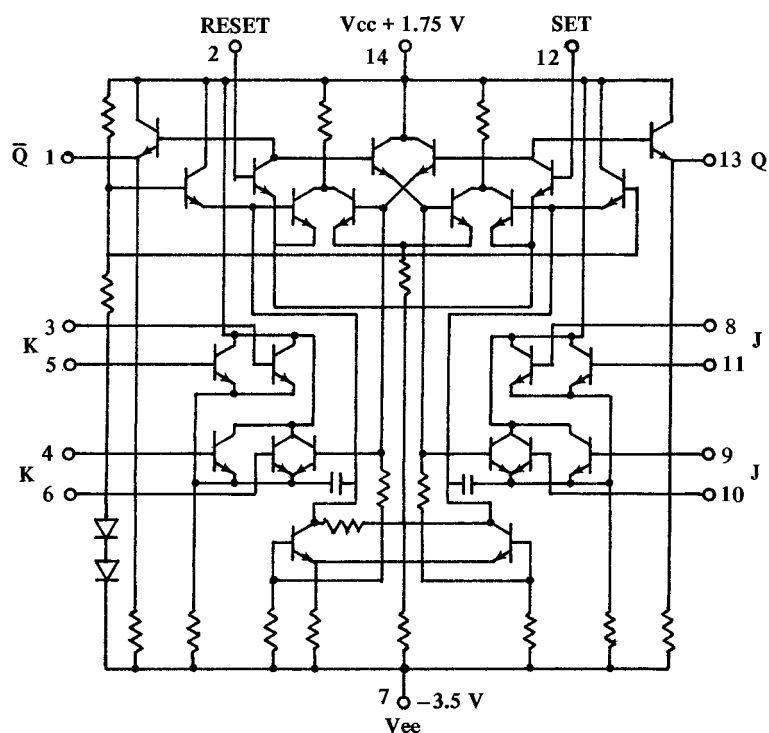 RESET Vcc + 1.75 V SET
2 14 12
Q̅ 1 13 Q
3 8
K J
5 11
4 9
K J
6 10
7 −3.5 V
Vee